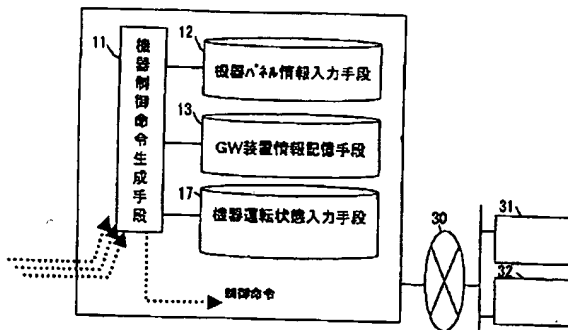 11
機器制御命令生成手段
12
機器パネル情報入力手段
13
GW装置情報記憶手段
17
機器運転状態入力手段
制御命令
30
31
32